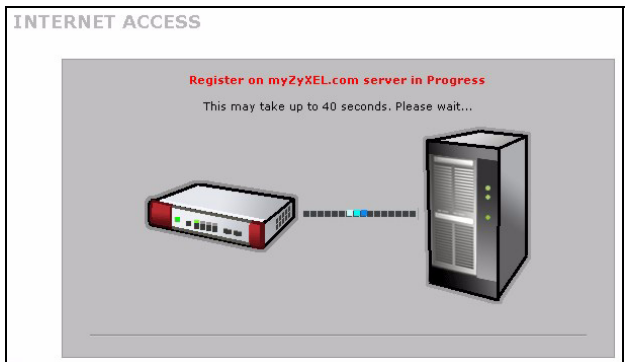 INTERNET ACCESS
Register on myZyXEL.com server in Progress
This may take up to 40 seconds. Please wait...